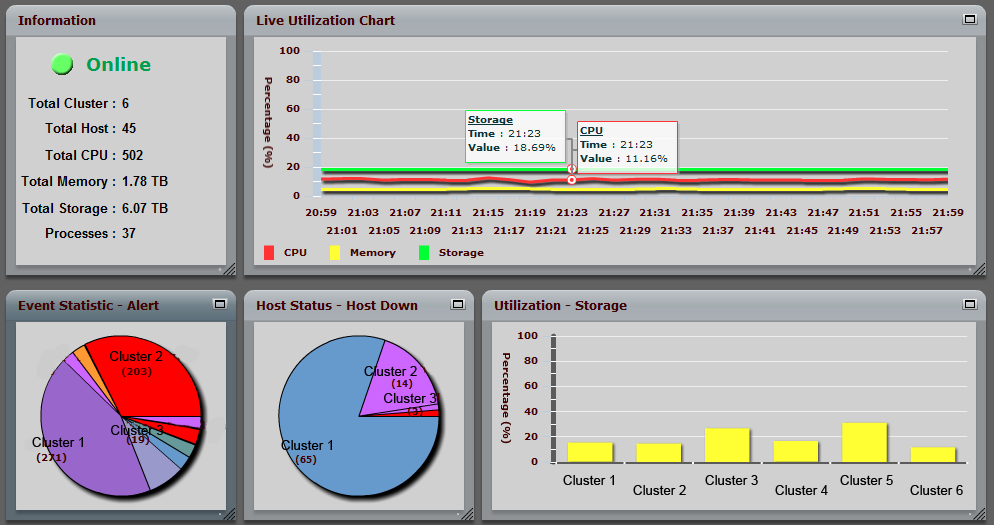 Information
Online
Total Cluster : 6
Total Host : 45
Total CPU : 502
Total Memory : 1.78 TB
Total Storage : 6.07 TB
Processes : 37
Live Utilization Chart
Percentage (%)
100
80
60
40
20
0
Storage
Time : 21:23
Value : 18.69%
CPU
Time : 21:23
Value : 11.16%
20:59 21:03 21:07 21:11 21:15 21:19 21:23 21:27 21:31 21:35 21:39 21:43 21:47 21:51 21:55 21:59
21:01 21:05 21:09 21:13 21:17 21:21 21:25 21:29 21:33 21:37 21:41 21:45 21:49 21:53 21:57
CPU Memory Storage
Event Statistic - Alert
Cluster 2
(203)
Cluster 3
(19)
Cluster 1
(271)
Host Status - Host Down
Cluster 2
(14)
Cluster 3
Cluster 1
(65)
Utilization - Storage
Percentage (%)
100
80
60
40
20
0
Cluster 1 Cluster 3 Cluster 5
Cluster 2 Cluster 4 Cluster 6